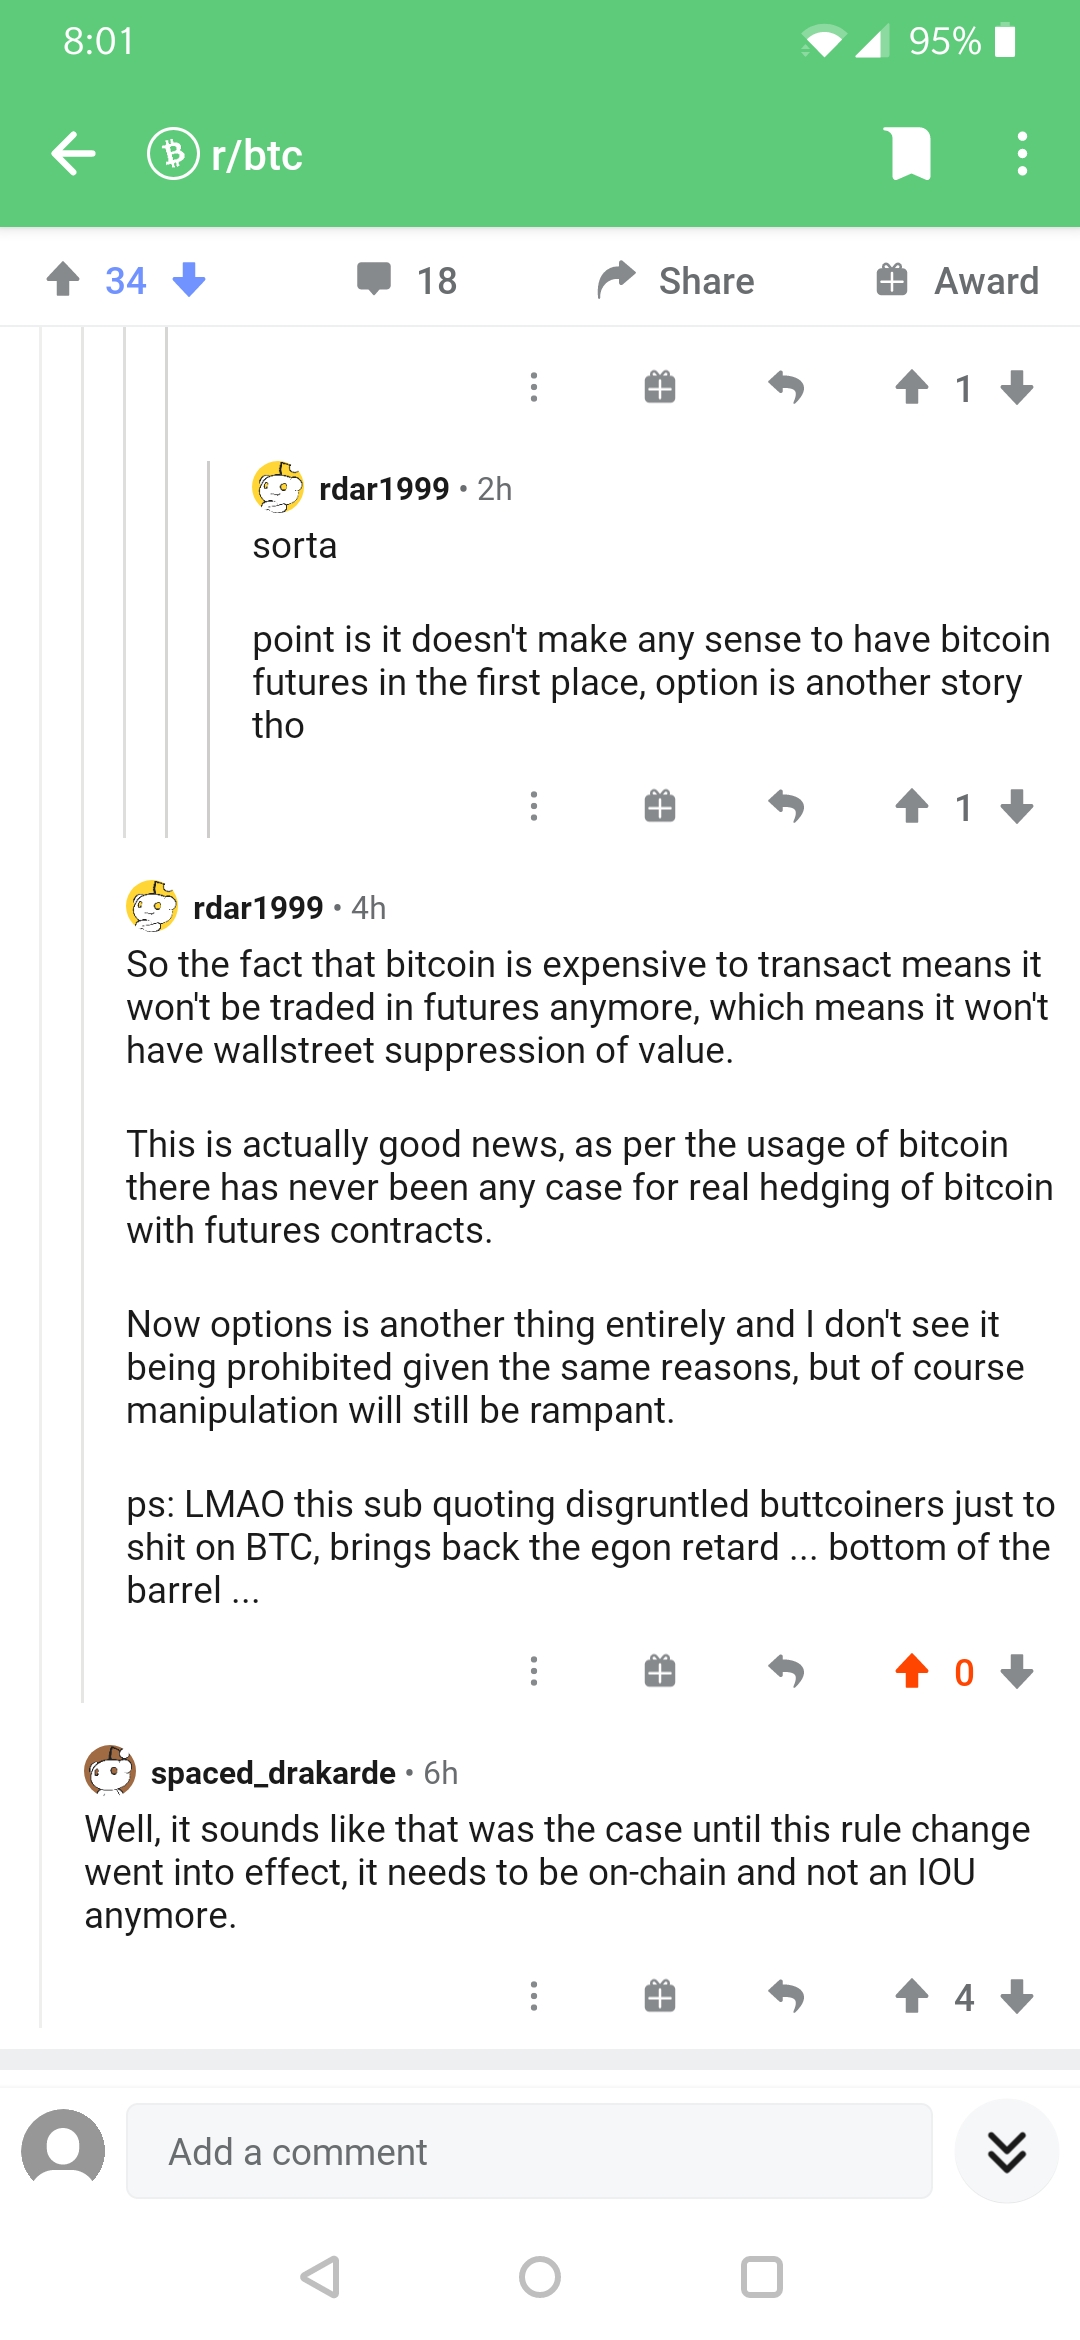 8:01
95%
r/btc
34
18
Share
Award
1
rdar1999 • 2h
sorta
point is it doesn't make any sense to have bitcoin
futures in the first place, option is another story
tho
1
rdar1999 • 4h
So the fact that bitcoin is expensive to transact means it
won't be traded in futures anymore, which means it won't
have wallstreet suppression of value.
This is actually good news, as per the usage of bitcoin
there has never been any case for real hedging of bitcoin
with futures contracts.
Now options is another thing entirely and I don't see it
being prohibited given the same reasons, but of course
manipulation will still be rampant.
ps: LMAO this sub quoting disgruntled buttcoiners just to
shit on BTC, brings back the egon retard ... bottom of the
barrel ...
0
spaced_drakarde • 6h
Well, it sounds like that was the case until this rule change
went into effect, it needs to be on-chain and not an IOU
anymore.
4
Add a comment